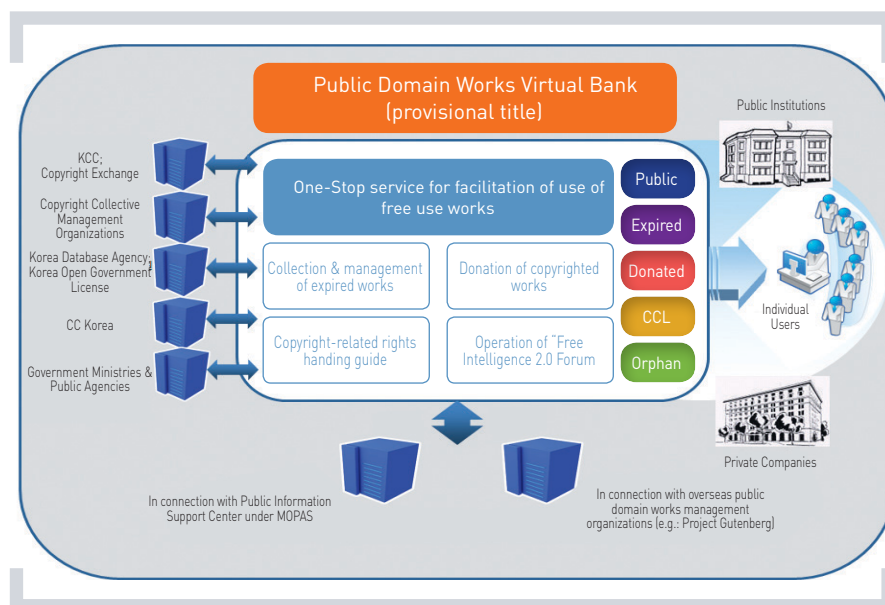 Public Domain Works Virtual Bank
(provisional title)
Public Institutions
KCC;
Copyright Exchange
One-Stop service for facilitation of use of
free use works
Public
Copyright Collective
Management
Organizations
Expired
Korea Database Agency;
Korea Open Government
License
Collection & management
of expired works
Donation of copyrighted
works
Donated
Individual
Users
CC Korea
Copyright-related rights
handing guide
Operation of “Free
Intelligence 2.0 Forum
CCL
Orphan
Government Ministries &
Public Agencies
Private Companies
In connection with Public Information
Support Center under MOPAS
In connection with overseas public
domain works management
organizations (e.g.: Project Gutenberg)